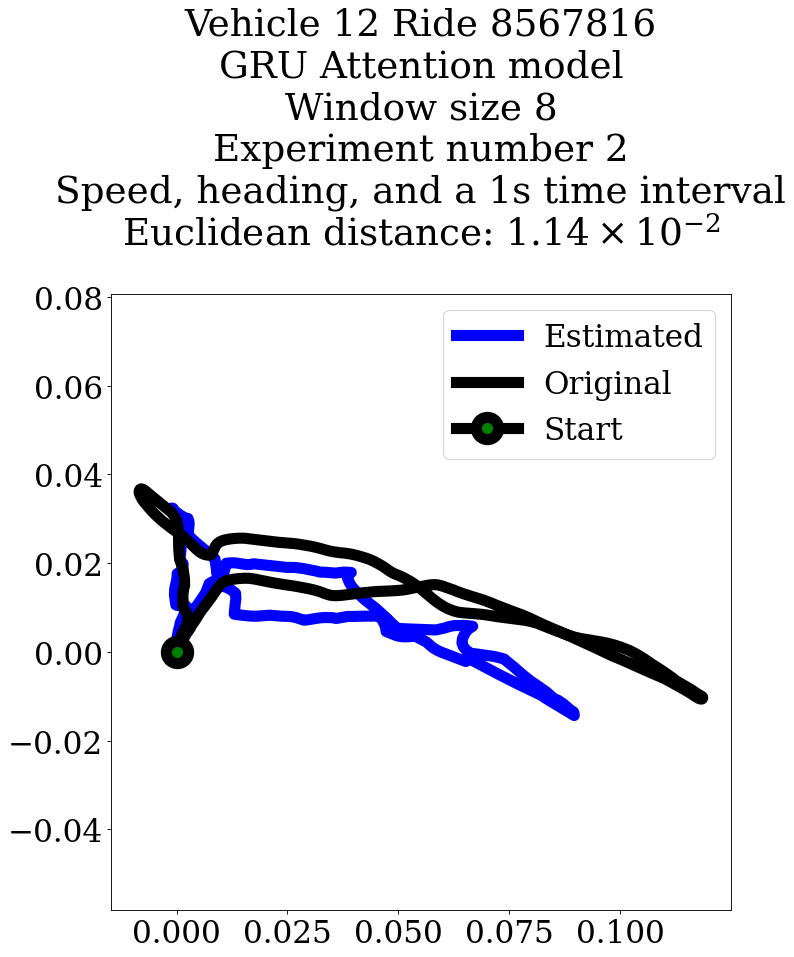 Vehicle 12 Ride 8567816
GRU Attention model
Window size 8
Experiment number 2
Speed, heading, and a 1s time interval
Euclidean distance: 1.14 × 10⁻²
0.08
0.06
0.04
0.02
0.00
−0.02
−0.04
Estimated
Original
Start
0.000 0.025 0.050 0.075 0.100